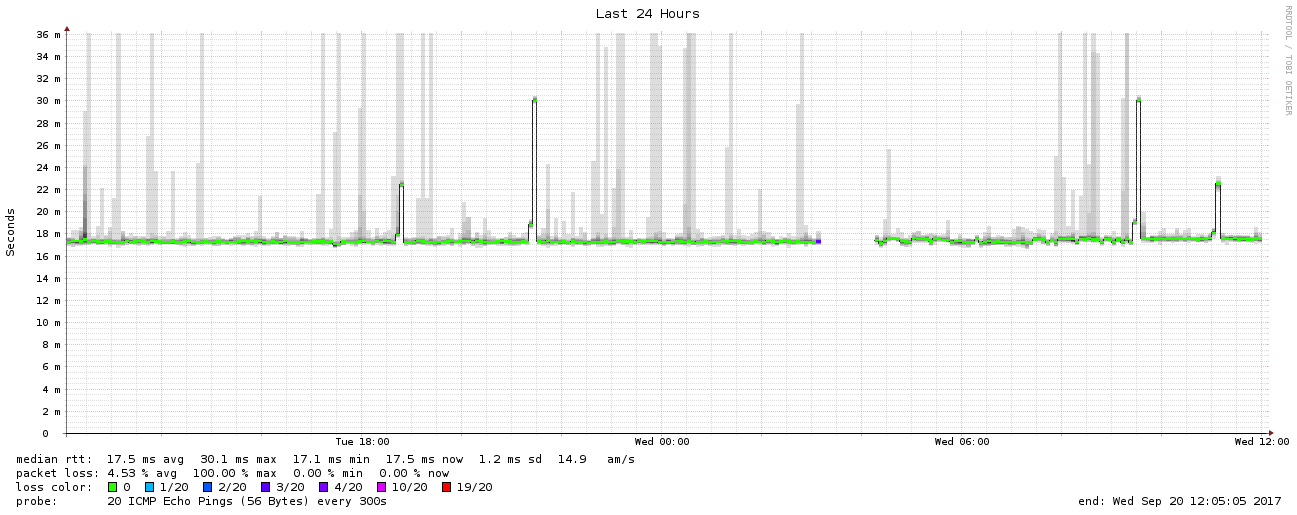 Last 24 Hours
RRDTOOL / TOBI OETIKER
Seconds
36 m
34 m
32 m
30 m
28 m
26 m
24 m
22 m
20 m
18 m
16 m
14 m
12 m
10 m
8 m
6 m
4 m
2 m
0
Tue 18:00 Wed 00:00 Wed 06:00 Wed 12:00
median rtt: 17.5 ms avg 30.1 ms max 17.1 ms min 17.5 ms now 1.2 ms sd 14.9 am/s
packet loss: 4.53 % avg 100.00 % max 0.00 % min 0.00 % now
loss color: 0 1/20 2/20 3/20 4/20 10/20 19/20
probe: 20 ICMP Echo Pings (56 Bytes) every 300s end: Wed Sep 20 12:05:05 2017